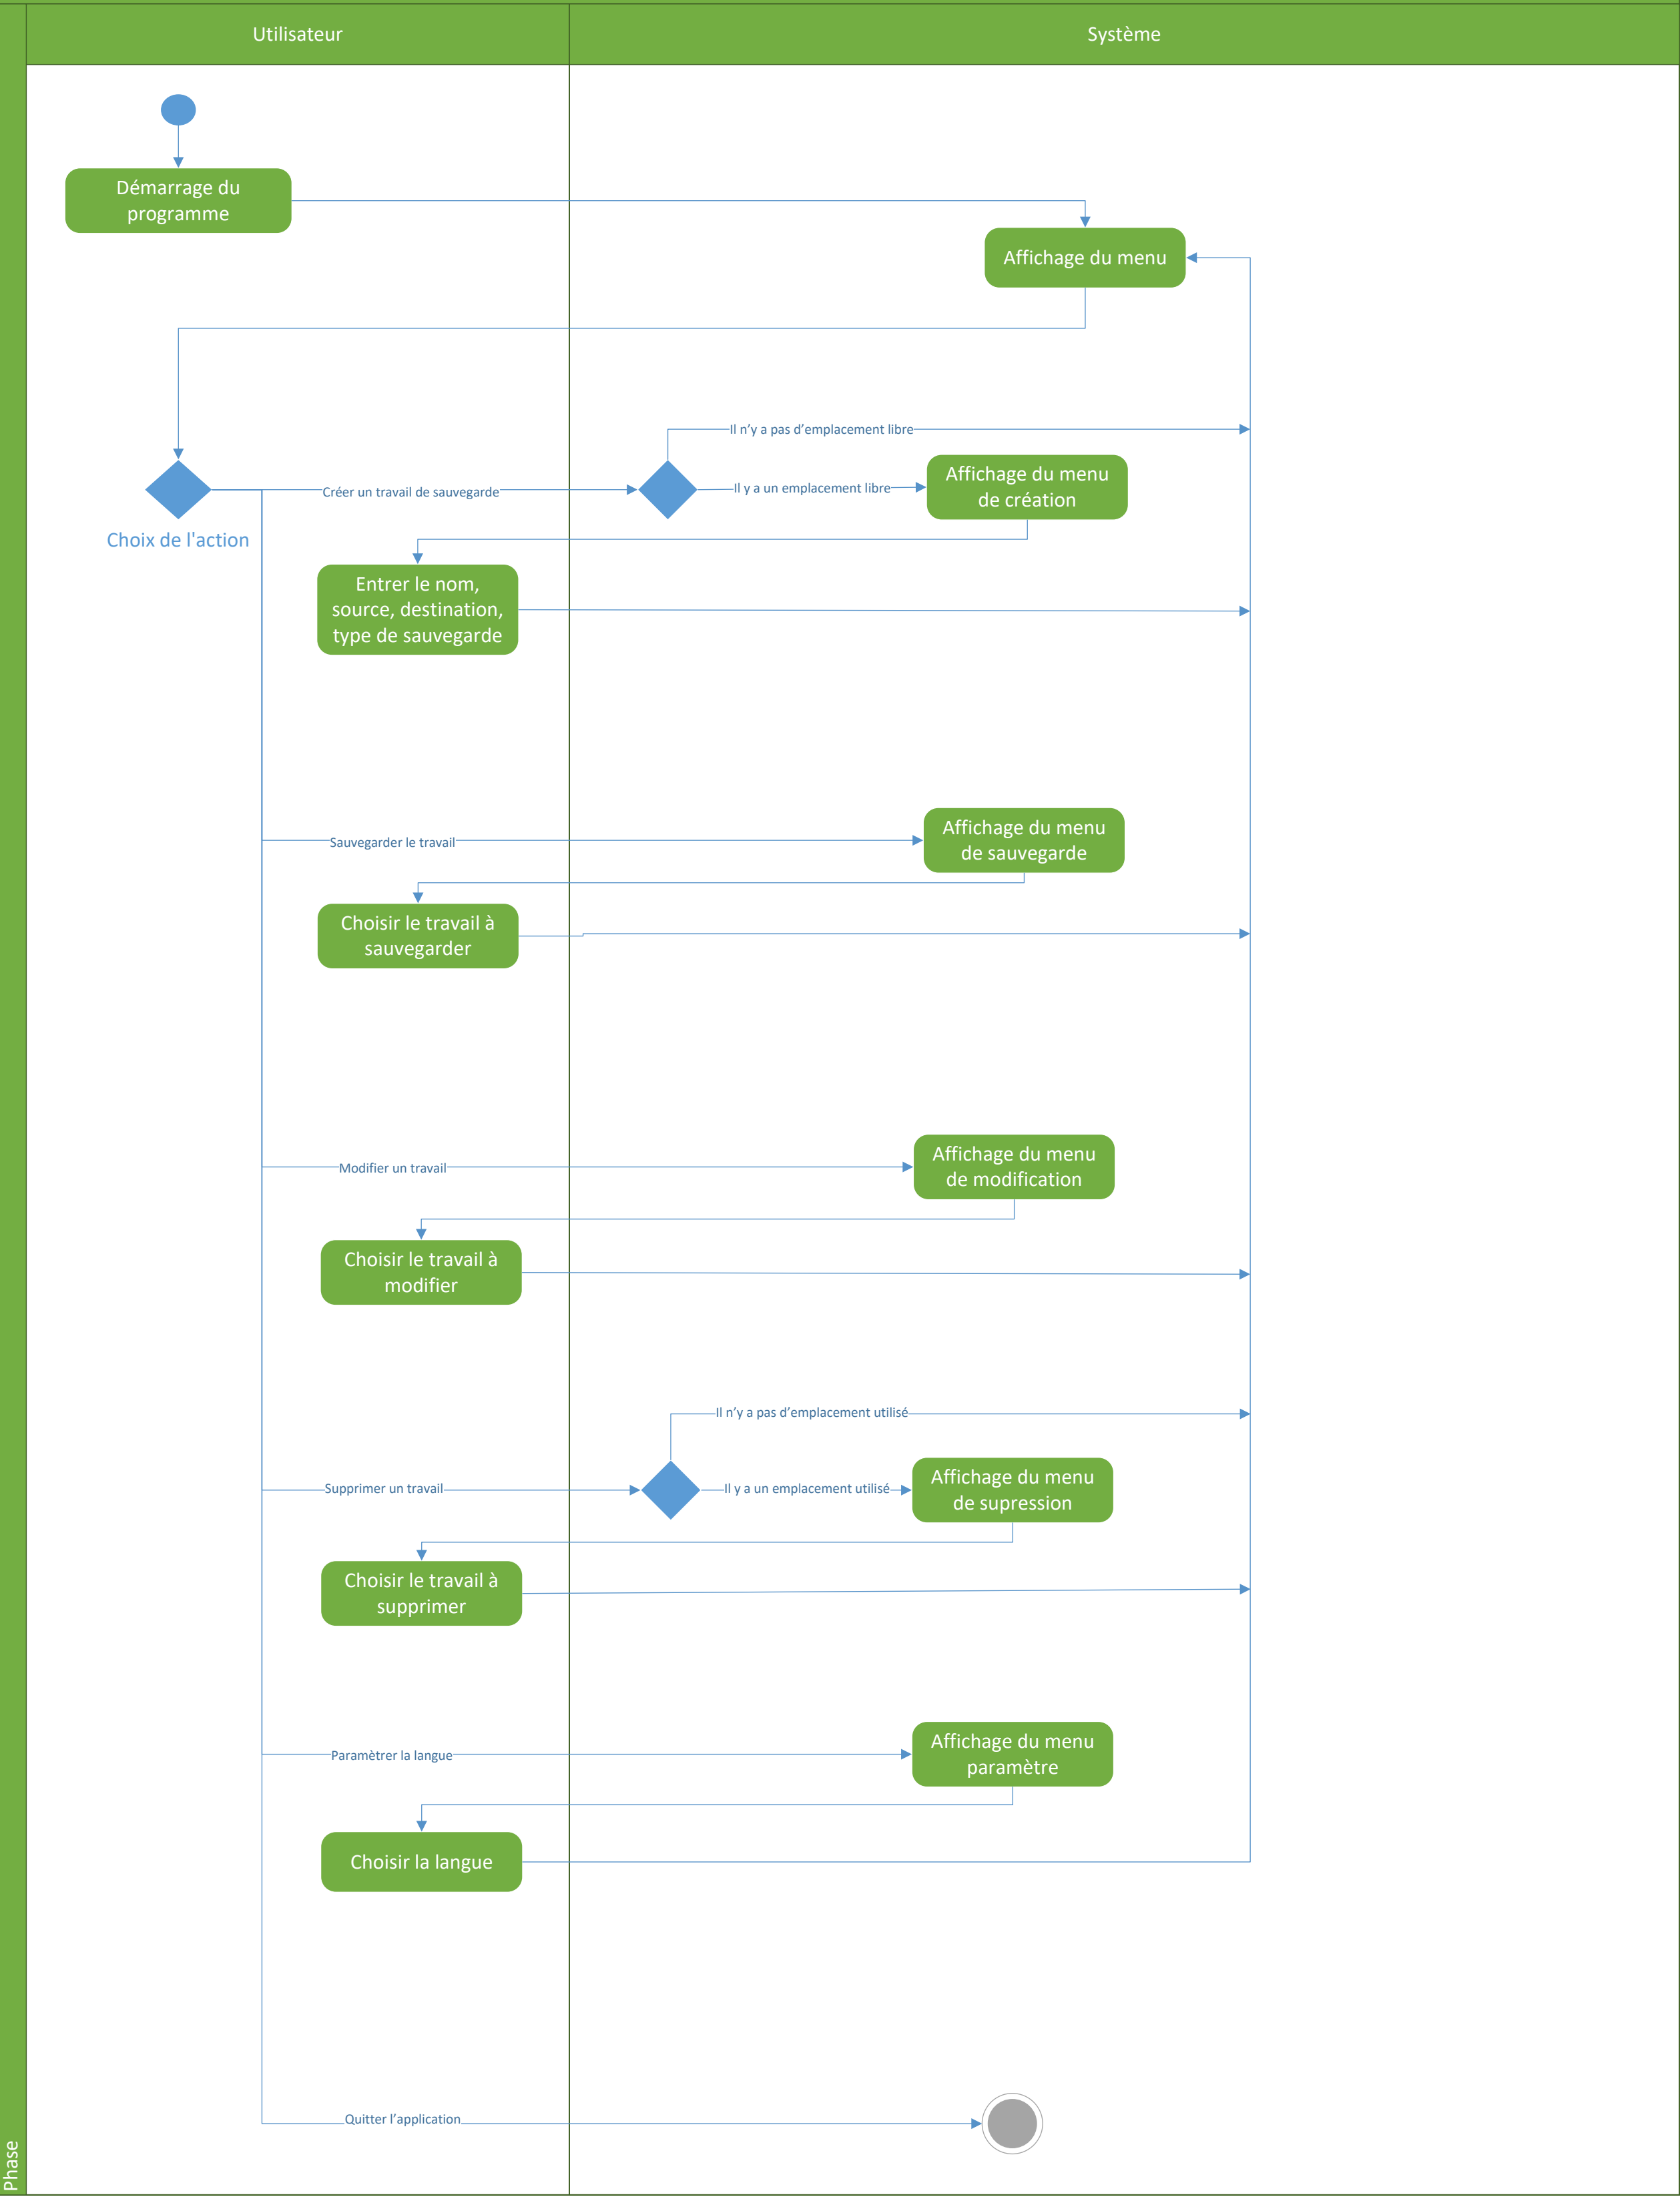 Utilisateur
Système
Démarrage du
programme
Affichage du menu
Il n’y a pas d’emplacement libre
Choix de l'action
Créer un travail de sauvegarde
Il y a un emplacement libre
Affichage du menu
de création
Entrer le nom,
source, destination,
type de sauvegarde
Sauvegarder le travail
Affichage du menu
de sauvegarde
Choisir le travail à
sauvegarder
Modifier un travail
Affichage du menu
de modification
Choisir le travail à
modifier
Il n’y a pas d’emplacement utilisé
Supprimer un travail
Il y a un emplacement utilisé
Affichage du menu
de supression
Choisir le travail à
supprimer
Paramètrer la langue
Affichage du menu
paramètre
Choisir la langue
Quitter l’application
Phase